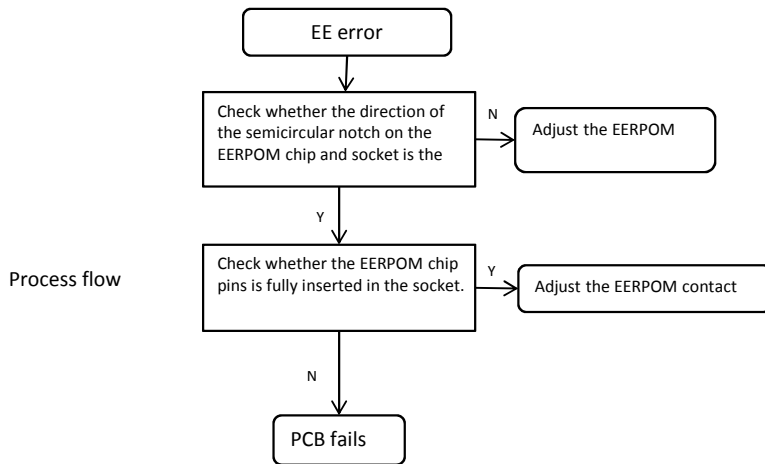 EE error
Check whether the direction of
the semicircular notch on the
EERPOM chip and socket is the
N
Adjust the EERPOM
Y
Process flow
Check whether the EERPOM chip
pins is fully inserted in the socket.
Y
Adjust the EERPOM contact
N
PCB fails